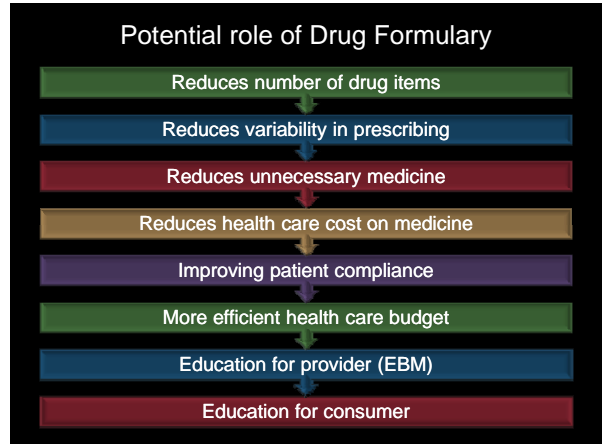 Potential role of Drug Formulary
Reduces number of drug items
Reduces variability in prescribing
Reduces unnecessary medicine
Reduces health care cost on medicine
Improving patient compliance
More efficient health care budget
Education for provider (EBM)
Education for consumer